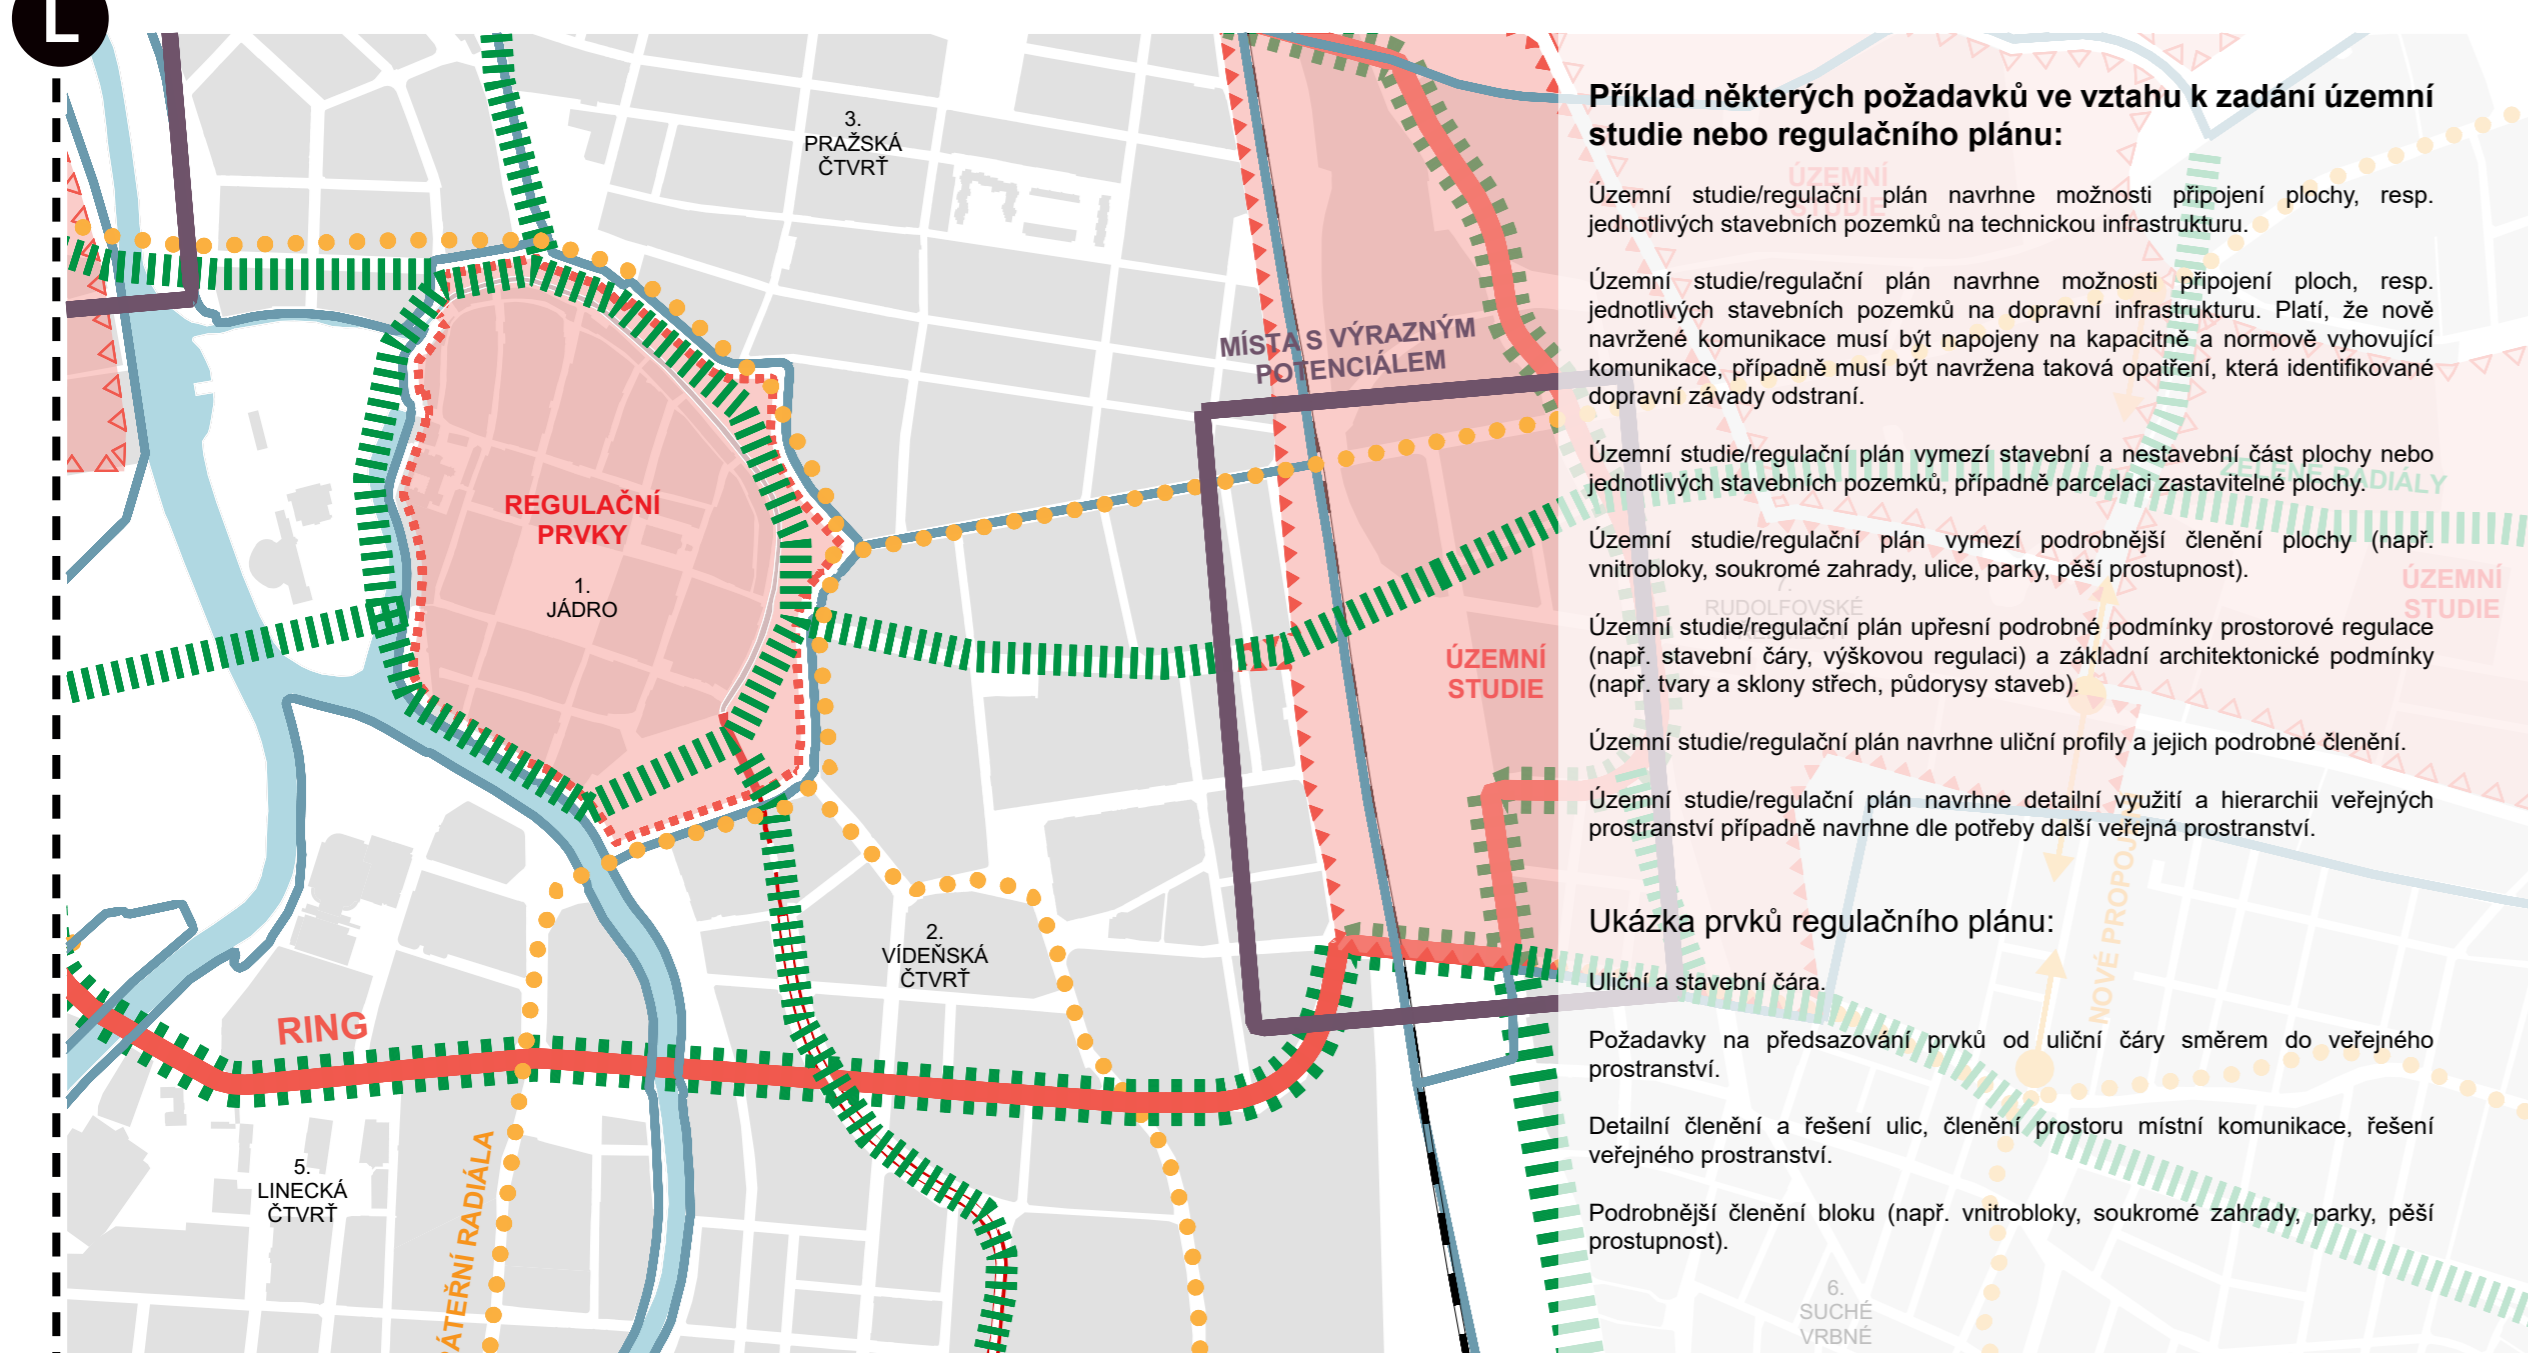 L
3.
PRAŽSKÁ
ČTVRŤ
MÍSTA S VÝRAZNÝM
POTENCIÁLEM
REGULAČNÍ
PRVKY
1.
JÁDRO
ÚZEMNÍ
STUDIE
2.
VÍDEŇSKÁ
ČTVRŤ
RING
5.
LINECKÁ
ČTVRŤ
PÁTEŘNÍ RADIÁLA
Příklad některých požadavků ve vztahu k zadání územní
studie nebo regulačního plánu:
ÚZEMNÍ
STUDIE
Územní studie/regulační plán navrhne možnosti připojení plochy, resp.
jednotlivých stavebních pozemků na technickou infrastrukturu.
Územní studie/regulační plán navrhne možnosti připojení ploch, resp.
jednotlivých stavebních pozemků na dopravní infrastrukturu. Platí, že nově
navržené komunikace musí být napojeny na kapacitně a normově vyhovující
komunikace, případně musí být navržena taková opatření, která identifikované
dopravní závady odstraní.
Územní studie/regulační plán vymezí stavební a nestavební část plochy nebo
jednotlivých stavebních pozemků, případně parcelaci zastavitelné plochy.
ZELENÉ RADIÁLY
Územní studie/regulační plán vymezí podrobnější členění plochy (např.
vnitrobloky, soukromé zahrady, ulice, parky, pěší prostupnost).
ÚZEMNÍ
STUDIE
7.
RUDOLFOVSKÉ
Územní studie/regulační plán upřesní podrobné podmínky prostorové regulace
(např. stavební čáry, výškovou regulaci) a základní architektonické podmínky
(např. tvary a sklony střech, půdorysy staveb).
Územní studie/regulační plán navrhne uliční profily a jejich podrobné členění.
Územní studie/regulační plán navrhne detailní využití a hierarchii veřejných
prostranství případně navrhne dle potřeby další veřejná prostranství.
NOVÉ PROPOJ
Ukázka prvků regulačního plánu:
Uliční a stavební čára.
Požadavky na předsazování prvků od uliční čáry směrem do veřejného
prostranství.
Detailní členění a řešení ulic, členění prostoru místní komunikace, řešení
veřejného prostranství.
Podrobnější členění bloku (např. vnitrobloky, soukromé zahrady, parky, pěší
prostupnost).
6.
SUCHÉ
VRBNÉ